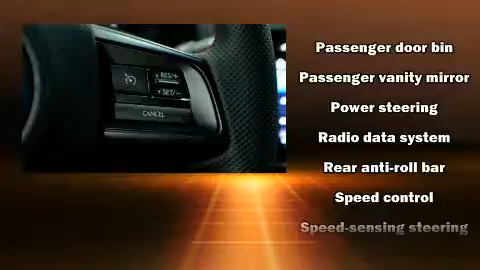 RES/+
SET/-
CANCEL
Passenger door bin
Passenger vanity mirror
Power steering
Radio data system
Rear anti-roll bar
Speed control
Speed-sensing steering